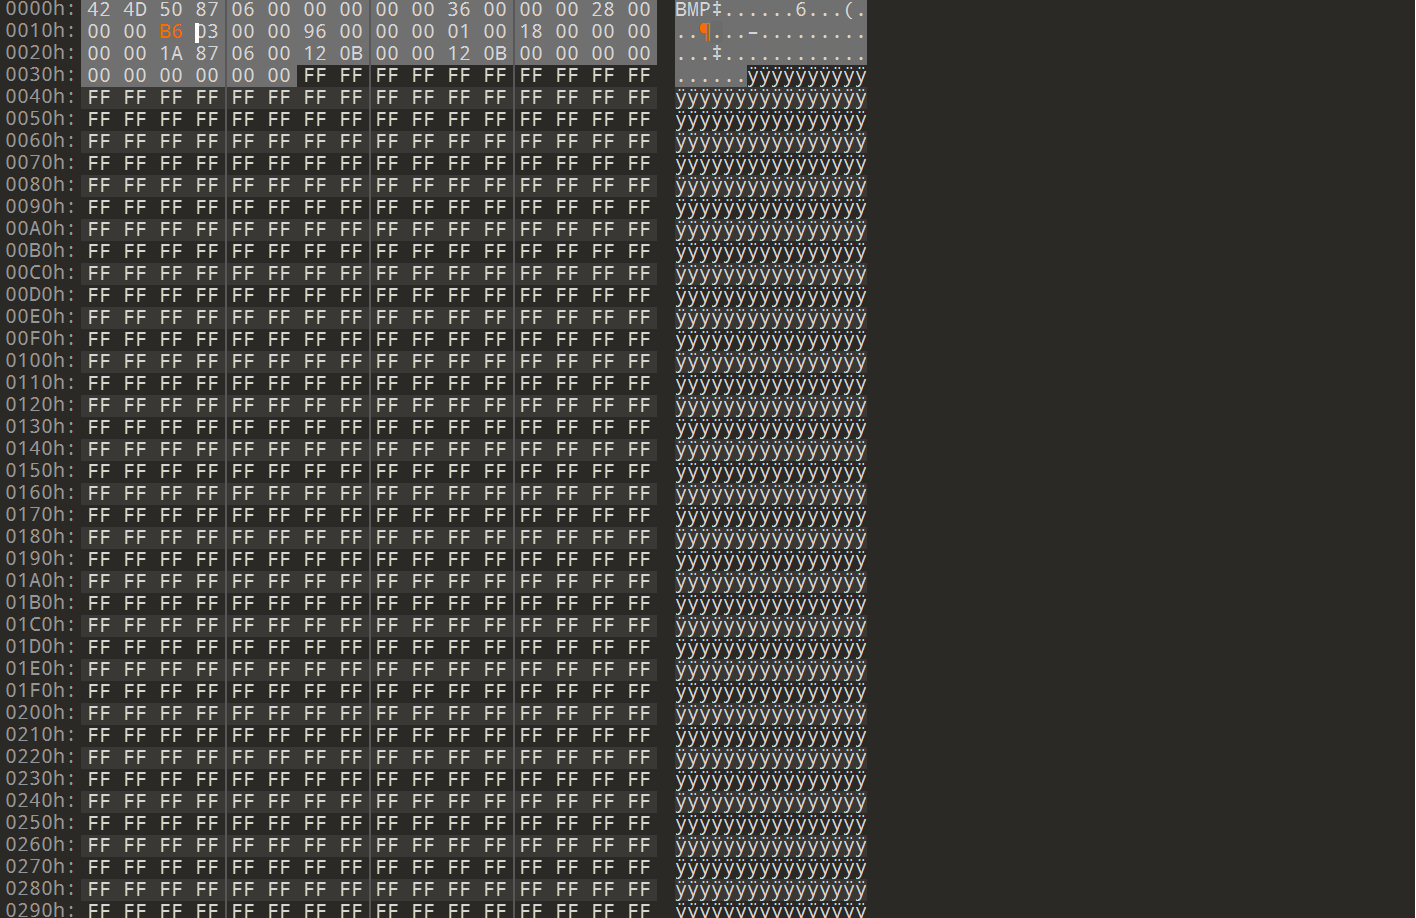 0000h: 42 4D 50 87 06 00 00 00 00 00 36 00 00 00 28 00 BMP‡......6...(.
0010h: 00 00 B6 03 00 00 96 00 00 00 01 00 18 00 00 00 ..¶...–.........
0020h: 00 00 1A 87 06 00 12 0B 00 00 12 0B 00 00 00 00 ...‡............
0030h: 00 00 00 00 00 00 FF FF FF FF FF FF FF FF FF FF ......ÿÿÿÿÿÿÿÿÿÿ
0040h: FF FF FF FF FF FF FF FF FF FF FF FF FF FF FF FF ÿÿÿÿÿÿÿÿÿÿÿÿÿÿÿÿ
0050h: FF FF FF FF FF FF FF FF FF FF FF FF FF FF FF FF ÿÿÿÿÿÿÿÿÿÿÿÿÿÿÿÿ
0060h: FF FF FF FF FF FF FF FF FF FF FF FF FF FF FF FF ÿÿÿÿÿÿÿÿÿÿÿÿÿÿÿÿ
0070h: FF FF FF FF FF FF FF FF FF FF FF FF FF FF FF FF ÿÿÿÿÿÿÿÿÿÿÿÿÿÿÿÿ
0080h: FF FF FF FF FF FF FF FF FF FF FF FF FF FF FF FF ÿÿÿÿÿÿÿÿÿÿÿÿÿÿÿÿ
0090h: FF FF FF FF FF FF FF FF FF FF FF FF FF FF FF FF ÿÿÿÿÿÿÿÿÿÿÿÿÿÿÿÿ
00A0h: FF FF FF FF FF FF FF FF FF FF FF FF FF FF FF FF ÿÿÿÿÿÿÿÿÿÿÿÿÿÿÿÿ
00B0h: FF FF FF FF FF FF FF FF FF FF FF FF FF FF FF FF ÿÿÿÿÿÿÿÿÿÿÿÿÿÿÿÿ
00C0h: FF FF FF FF FF FF FF FF FF FF FF FF FF FF FF FF ÿÿÿÿÿÿÿÿÿÿÿÿÿÿÿÿ
00D0h: FF FF FF FF FF FF FF FF FF FF FF FF FF FF FF FF ÿÿÿÿÿÿÿÿÿÿÿÿÿÿÿÿ
00E0h: FF FF FF FF FF FF FF FF FF FF FF FF FF FF FF FF ÿÿÿÿÿÿÿÿÿÿÿÿÿÿÿÿ
00F0h: FF FF FF FF FF FF FF FF FF FF FF FF FF FF FF FF ÿÿÿÿÿÿÿÿÿÿÿÿÿÿÿÿ
0100h: FF FF FF FF FF FF FF FF FF FF FF FF FF FF FF FF ÿÿÿÿÿÿÿÿÿÿÿÿÿÿÿÿ
0110h: FF FF FF FF FF FF FF FF FF FF FF FF FF FF FF FF ÿÿÿÿÿÿÿÿÿÿÿÿÿÿÿÿ
0120h: FF FF FF FF FF FF FF FF FF FF FF FF FF FF FF FF ÿÿÿÿÿÿÿÿÿÿÿÿÿÿÿÿ
0130h: FF FF FF FF FF FF FF FF FF FF FF FF FF FF FF FF ÿÿÿÿÿÿÿÿÿÿÿÿÿÿÿÿ
0140h: FF FF FF FF FF FF FF FF FF FF FF FF FF FF FF FF ÿÿÿÿÿÿÿÿÿÿÿÿÿÿÿÿ
0150h: FF FF FF FF FF FF FF FF FF FF FF FF FF FF FF FF ÿÿÿÿÿÿÿÿÿÿÿÿÿÿÿÿ
0160h: FF FF FF FF FF FF FF FF FF FF FF FF FF FF FF FF ÿÿÿÿÿÿÿÿÿÿÿÿÿÿÿÿ
0170h: FF FF FF FF FF FF FF FF FF FF FF FF FF FF FF FF ÿÿÿÿÿÿÿÿÿÿÿÿÿÿÿÿ
0180h: FF FF FF FF FF FF FF FF FF FF FF FF FF FF FF FF ÿÿÿÿÿÿÿÿÿÿÿÿÿÿÿÿ
0190h: FF FF FF FF FF FF FF FF FF FF FF FF FF FF FF FF ÿÿÿÿÿÿÿÿÿÿÿÿÿÿÿÿ
01A0h: FF FF FF FF FF FF FF FF FF FF FF FF FF FF FF FF ÿÿÿÿÿÿÿÿÿÿÿÿÿÿÿÿ
01B0h: FF FF FF FF FF FF FF FF FF FF FF FF FF FF FF FF ÿÿÿÿÿÿÿÿÿÿÿÿÿÿÿÿ
01C0h: FF FF FF FF FF FF FF FF FF FF FF FF FF FF FF FF ÿÿÿÿÿÿÿÿÿÿÿÿÿÿÿÿ
01D0h: FF FF FF FF FF FF FF FF FF FF FF FF FF FF FF FF ÿÿÿÿÿÿÿÿÿÿÿÿÿÿÿÿ
01E0h: FF FF FF FF FF FF FF FF FF FF FF FF FF FF FF FF ÿÿÿÿÿÿÿÿÿÿÿÿÿÿÿÿ
01F0h: FF FF FF FF FF FF FF FF FF FF FF FF FF FF FF FF ÿÿÿÿÿÿÿÿÿÿÿÿÿÿÿÿ
0200h: FF FF FF FF FF FF FF FF FF FF FF FF FF FF FF FF ÿÿÿÿÿÿÿÿÿÿÿÿÿÿÿÿ
0210h: FF FF FF FF FF FF FF FF FF FF FF FF FF FF FF FF ÿÿÿÿÿÿÿÿÿÿÿÿÿÿÿÿ
0220h: FF FF FF FF FF FF FF FF FF FF FF FF FF FF FF FF ÿÿÿÿÿÿÿÿÿÿÿÿÿÿÿÿ
0230h: FF FF FF FF FF FF FF FF FF FF FF FF FF FF FF FF ÿÿÿÿÿÿÿÿÿÿÿÿÿÿÿÿ
0240h: FF FF FF FF FF FF FF FF FF FF FF FF FF FF FF FF ÿÿÿÿÿÿÿÿÿÿÿÿÿÿÿÿ
0250h: FF FF FF FF FF FF FF FF FF FF FF FF FF FF FF FF ÿÿÿÿÿÿÿÿÿÿÿÿÿÿÿÿ
0260h: FF FF FF FF FF FF FF FF FF FF FF FF FF FF FF FF ÿÿÿÿÿÿÿÿÿÿÿÿÿÿÿÿ
0270h: FF FF FF FF FF FF FF FF FF FF FF FF FF FF FF FF ÿÿÿÿÿÿÿÿÿÿÿÿÿÿÿÿ
0280h: FF FF FF FF FF FF FF FF FF FF FF FF FF FF FF FF ÿÿÿÿÿÿÿÿÿÿÿÿÿÿÿÿ
0290h: FF FF FF FF FF FF FF FF FF FF FF FF FF FF FF FF ÿÿÿÿÿÿÿÿÿÿÿÿÿÿÿÿ